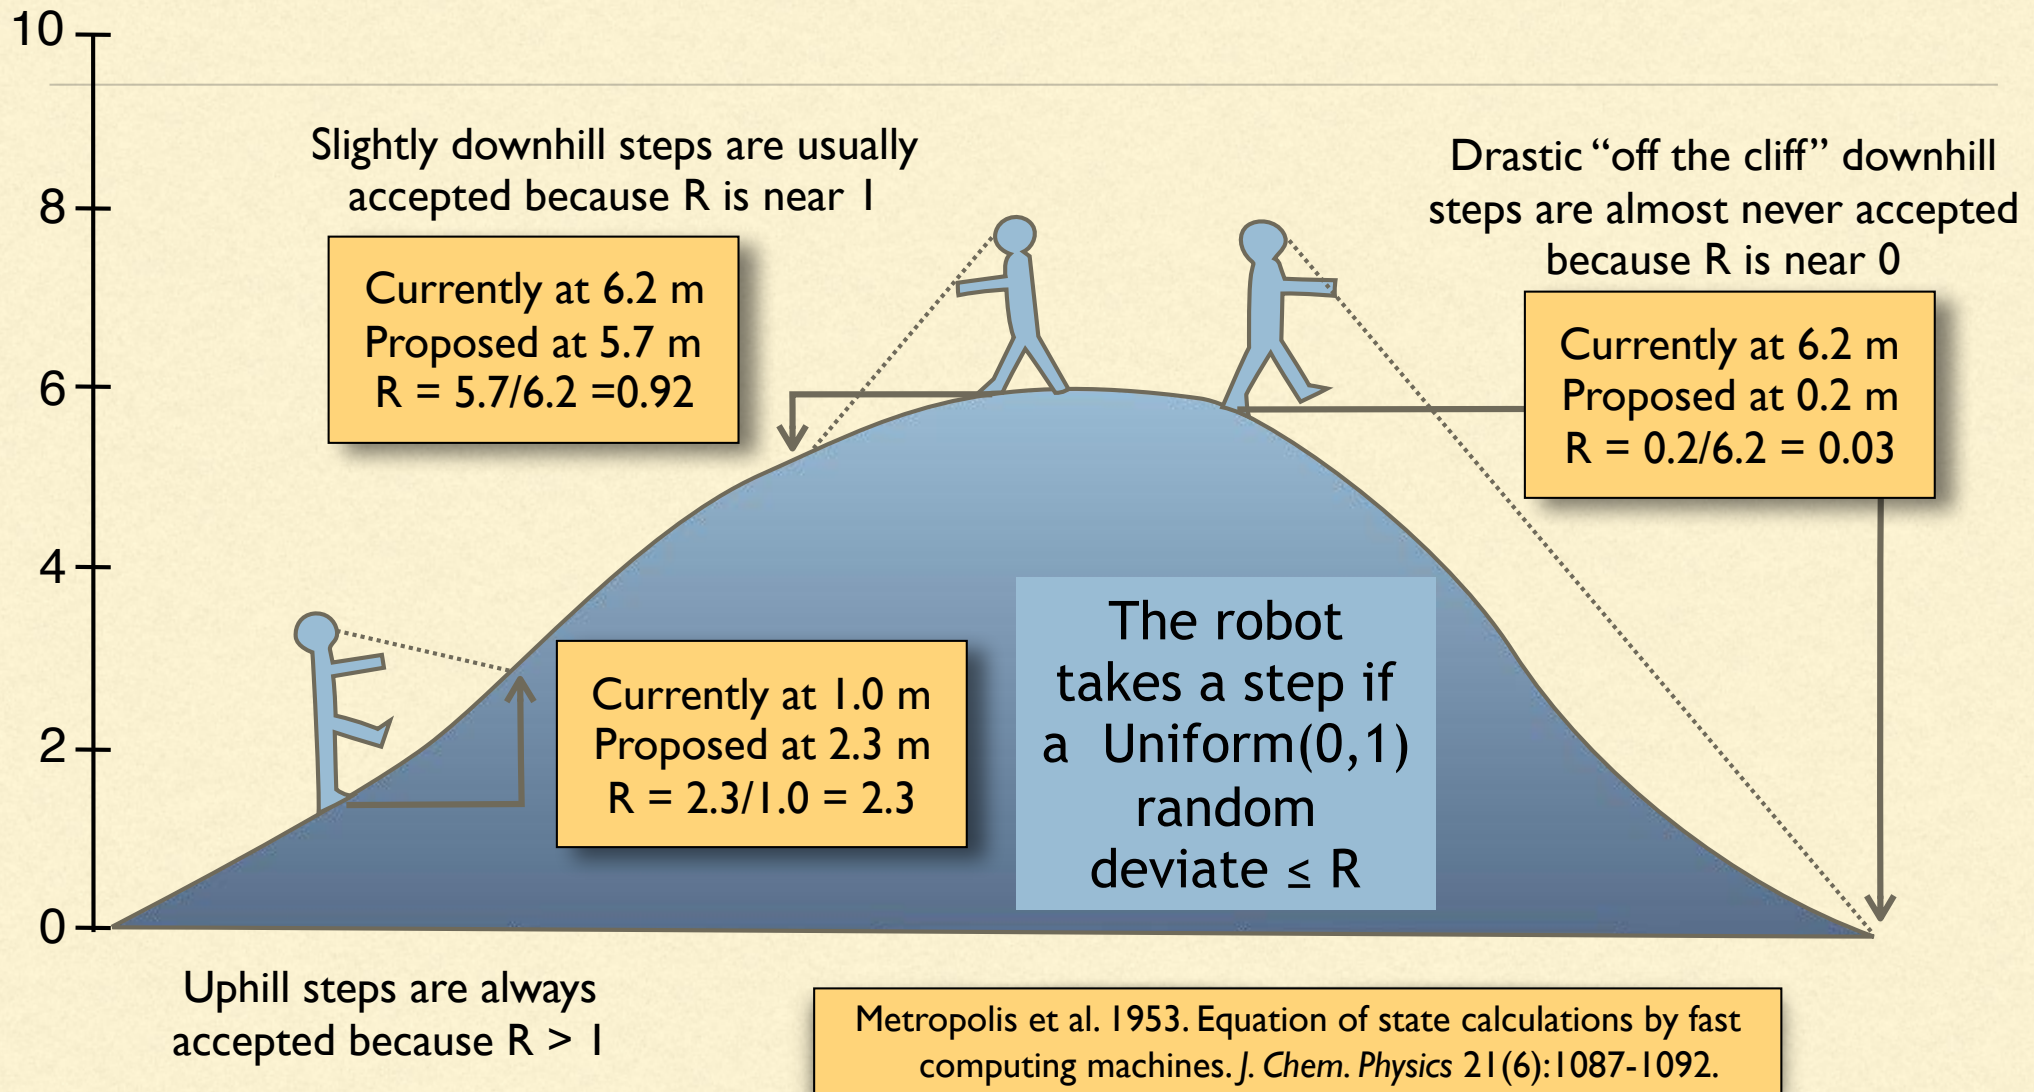 10
8
6
4
2
0
Slightly downhill steps are usually
accepted because R is near 1
Currently at 6.2 m
Proposed at 5.7 m
R = 5.7/6.2 =0.92
Drastic “off the cliff” downhill
steps are almost never accepted
because R is near 0
Currently at 6.2 m
Proposed at 0.2 m
R = 0.2/6.2 = 0.03
Currently at 1.0 m
Proposed at 2.3 m
R = 2.3/1.0 = 2.3
The robot
takes a step if
a Uniform(0,1)
random
deviate ≤ R
Uphill steps are always
accepted because R > 1
Metropolis et al. 1953. Equation of state calculations by fast
computing machines. J. Chem. Physics 21(6):1087-1092.